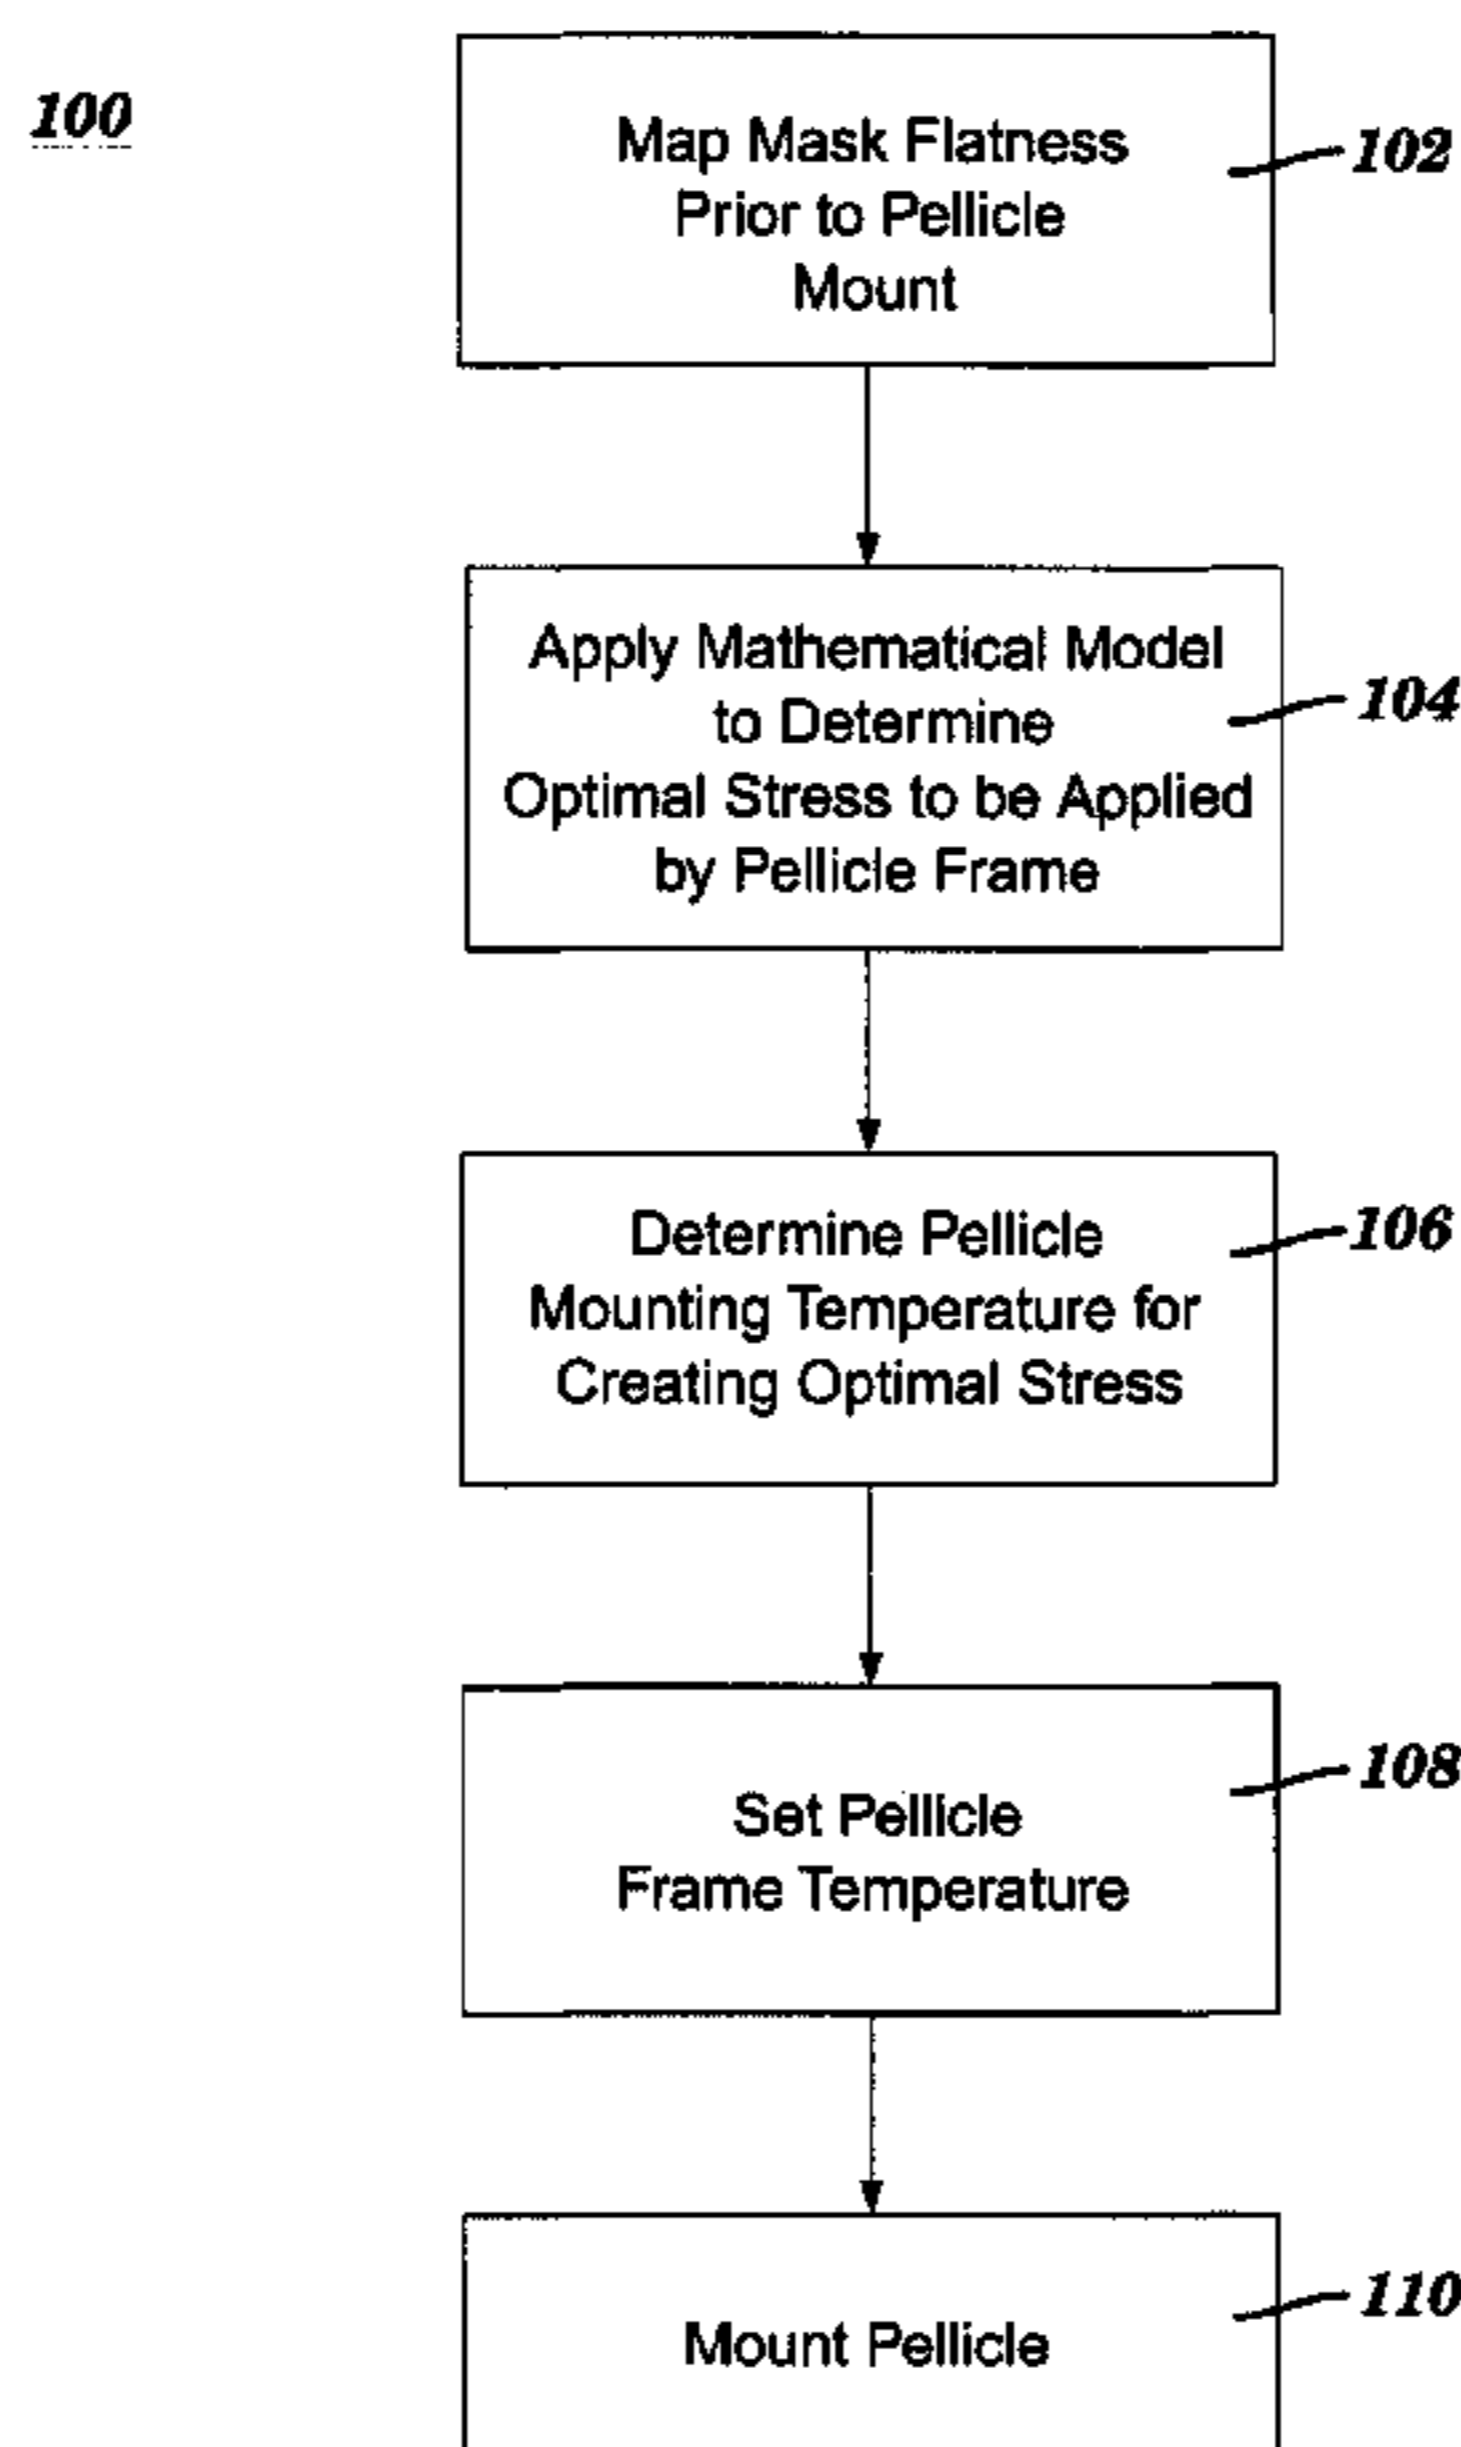 100
Map Mask Flatness
Prior to Pellicle
Mount
102
Apply Mathematical Model
to Determine
Optimal Stress to be Applied
by Pellicle Frame
104
Determine Pellicle
Mounting Temperature for
Creating Optimal Stress
106
Set Pellicle
Frame Temperature
108
Mount Pellicle
110